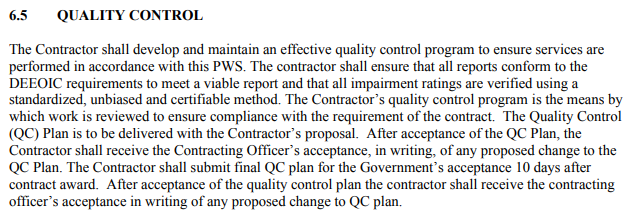 6.5 QUALITY CONTROL
The Contractor shall develop and maintain an effective quality control program to ensure services are
performed in accordance with this PWS. The contractor shall ensure that all reports conform to the
DEEOIC requirements to meet a viable report and that all impairment ratings are verified using a
standardized, unbiased and certifiable method. The Contractor's quality control program is the means by
which work is reviewed to ensure compliance with the requirement of the contract. The Quality Control
(QC) Plan is to be delivered with the Contractor's proposal. After acceptance of the QC Plan, the
Contractor shall receive the Contracting Officer's acceptance, in writing, of any proposed change to the
QC Plan. The Contractor shall submit final QC plan for the Government's acceptance 10 days after
contract award. After acceptance of the quality control plan the contractor shall receive the contracting
officer's acceptance in writing of any proposed change to QC plan.